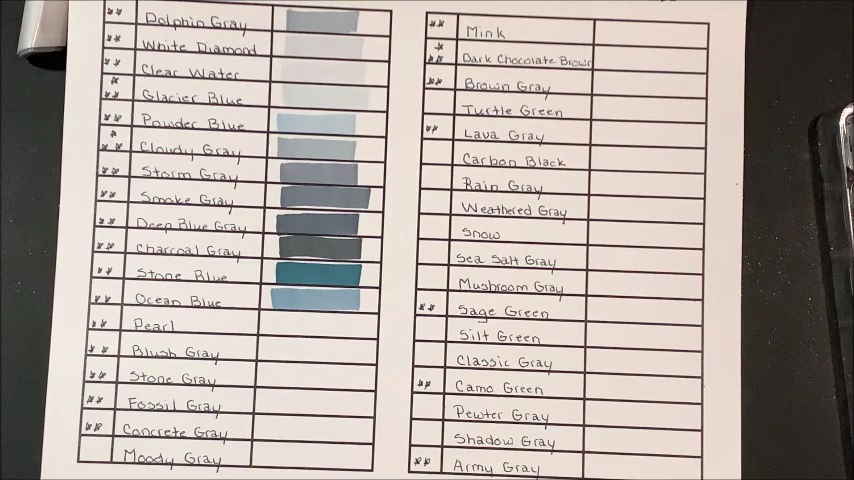 ** Dolphin Gray
** White Diamond
** Clear Water
* ** Glacier Blue
** Powder Blue
* ** Cloudy Gray
** Storm Gray
** Smoke Gray
** Deep Blue Gray
** Charcoal Gray
** Stone Blue
** Ocean Blue
** Pearl
** Blush Gray
** Stone Gray
** Fossil Gray
** Concrete Gray
Moody Gray
** Mink
* ** Dark Chocolate Brown
** Brown Gray
Turtle Green
** Lava Gray
Carbon Black
Rain Gray
Weathered Gray
Snow
Sea Salt Gray
Mushroom Gray
** Sage Green
Silt Green
Classic Gray
** Camo Green
Pewter Gray
Shadow Gray
** Army Gray